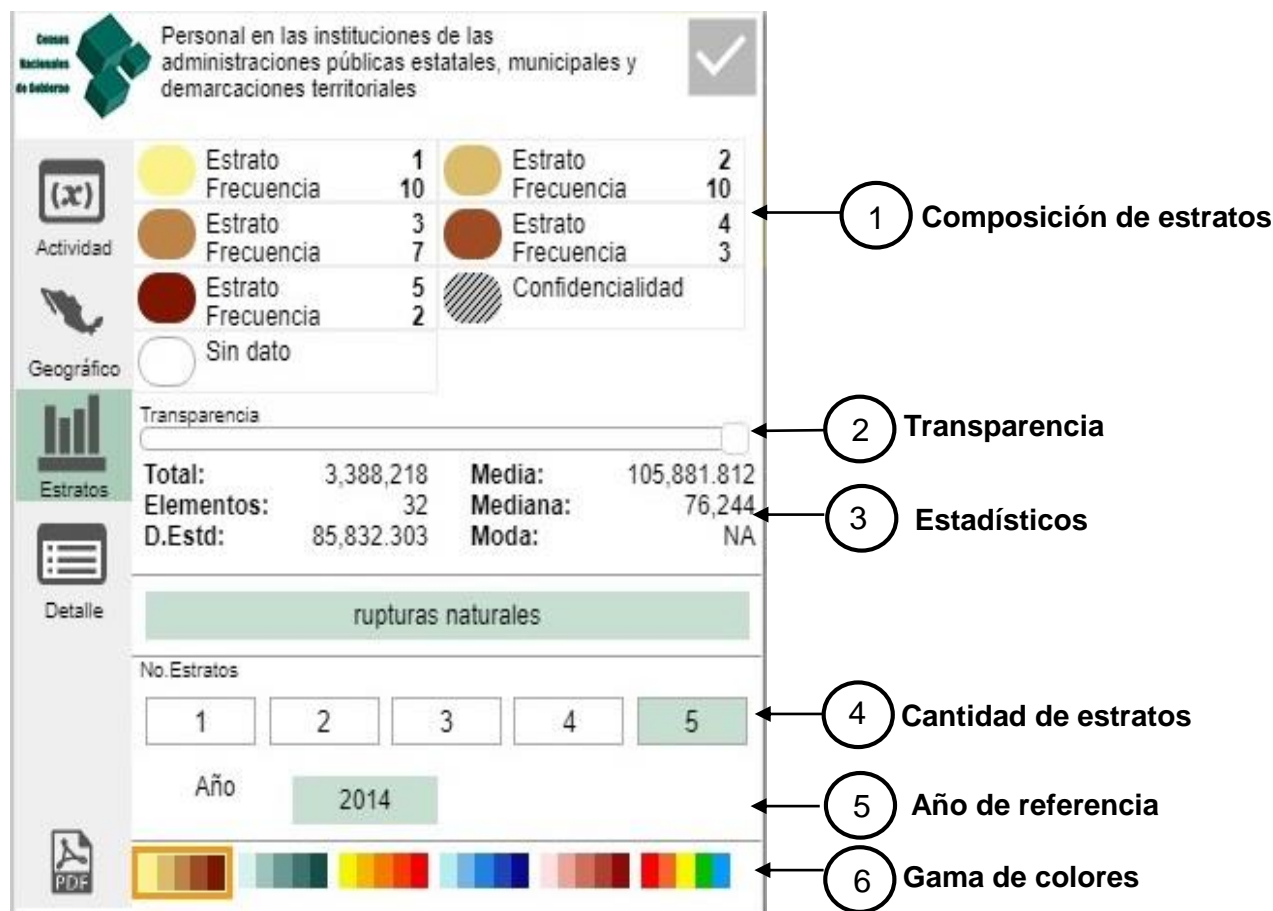 Censos
Nacionales
de Gobierno
Personal en las instituciones de las
administraciones públicas estatales, municipales y
demarcaciones territoriales
(x)
Actividad
Geográfico
Estratos
Detalle
PDF
Estrato 1
Frecuencia 10
Estrato 2
Frecuencia 10
Estrato 3
Frecuencia 7
Estrato 4
Frecuencia 3
Estrato 5
Frecuencia 2
Confidencialidad
Sin dato
Transparencia
Total: 3,388,218 Media: 105,881.812
Elementos: 32 Mediana: 76,244
D.Estd: 85,832.303 Moda: NA
rupturas naturales
No.Estratos
1 2 3 4 5
Año 2014
1 Composición de estratos
2 Transparencia
3 Estadísticos
4 Cantidad de estratos
5 Año de referencia
6 Gama de colores